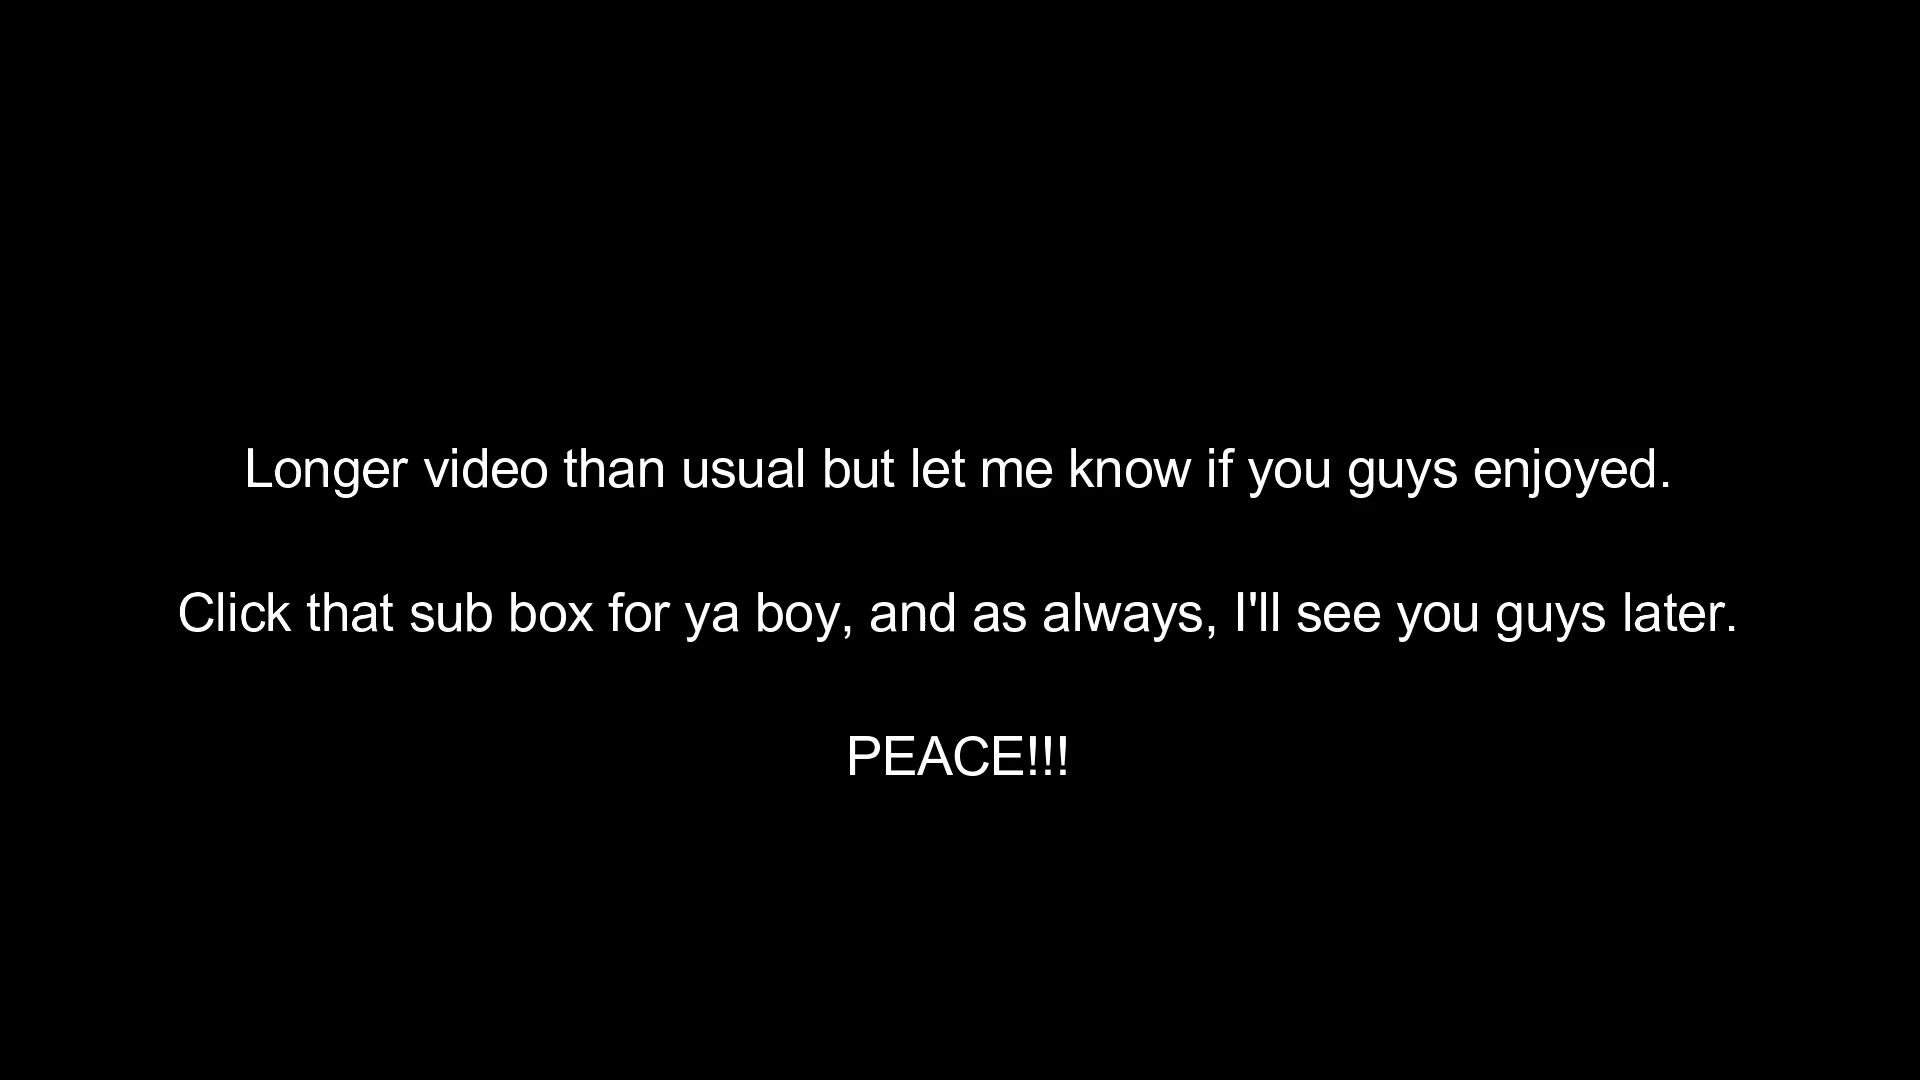 Longer video than usual but let me know if you guys enjoyed.
Click that sub box for ya boy, and as always, I'll see you guys later.
PEACE!!!